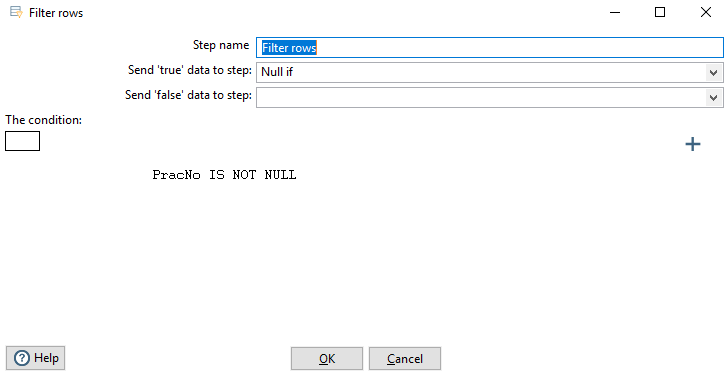 Filter rows
Step name Filter rows
Send 'true' data to step: Null if
Send 'false' data to step:
The condition:
PracNo IS NOT NULL
Help OK Cancel